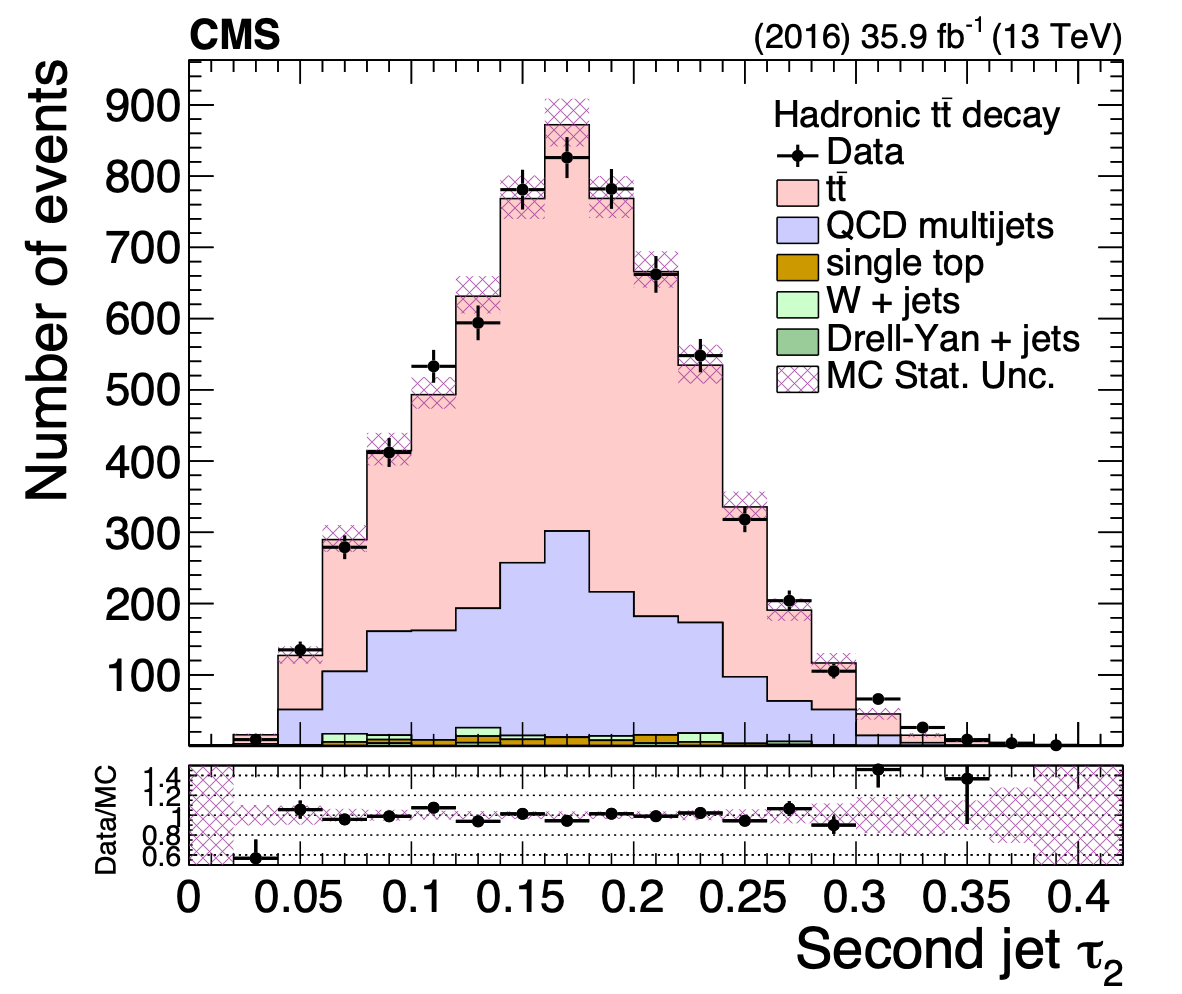 CMS
(2016) 35.9 fb⁻¹ (13 TeV)
Number of events
900
800
700
600
500
400
300
200
100
Hadronic tt̄ decay
Data
tt̄
QCD multijets
single top
W + jets
Drell-Yan + jets
MC Stat. Unc.
Data/MC
1.4
1.2
1
0.8
0.6
0 0.05 0.1 0.15 0.2 0.25 0.3 0.35 0.4
Second jet τ₂